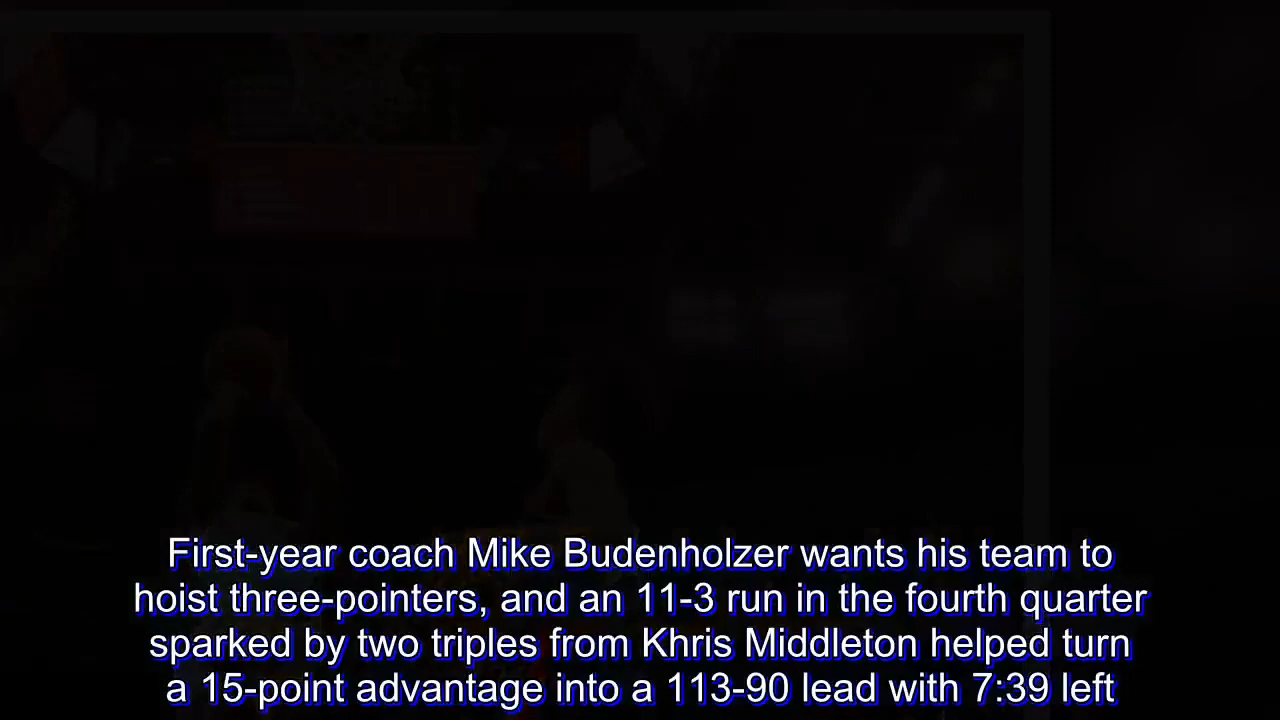 First-year coach Mike Budenholzer wants his team to
hoist three-pointers, and an 11-3 run in the fourth quarter
sparked by two triples from Khris Middleton helped turn
a 15-point advantage into a 113-90 lead with 7:39 left